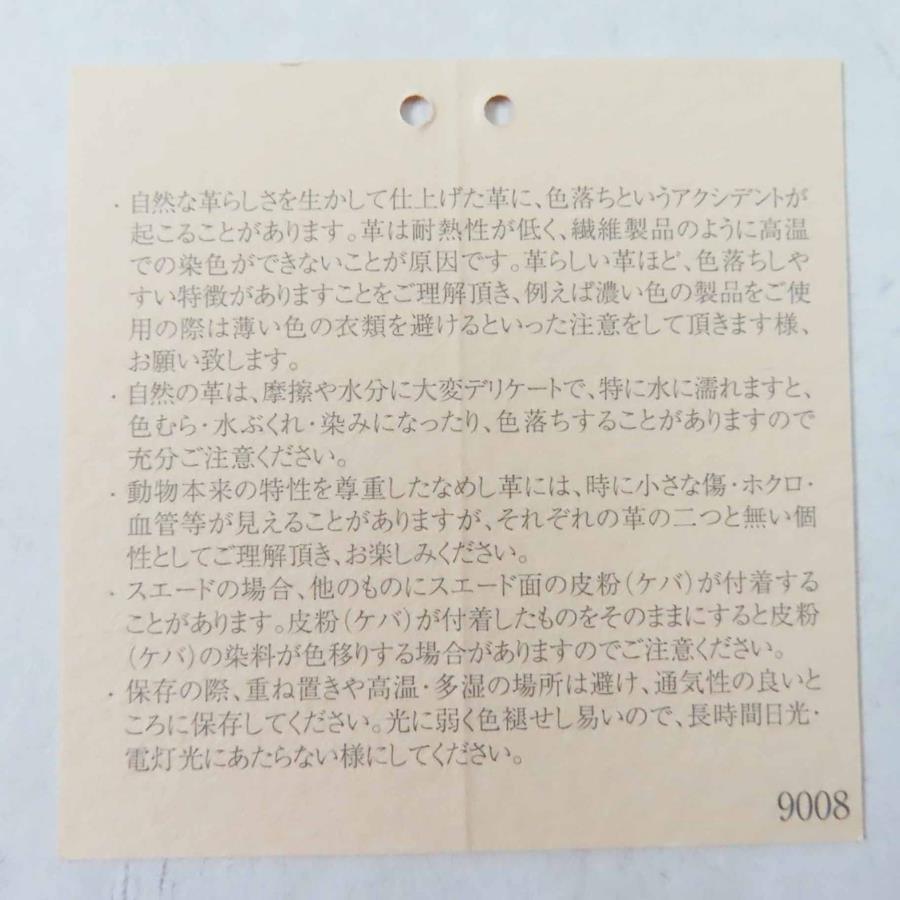 ・自然な革らしさを生かして仕上げた革に、色落ちというアクシデントが
起こることがあります。革は耐熱性が低く、繊維製品のように高温
での染色ができないことが原因です。革らしい革ほど、色落ちしや
すい特徴がありますことをご理解頂き、例えば濃い色の製品をご使
用の際は薄い色の衣類を避けるといった注意をして頂きます様、
お願い致します。
・自然の革は、摩擦や水分に大変デリケートで、特に水に濡れますと、
色むら・水ぶくれ・染みになったり、色落ちすることがありますので
充分ご注意ください。
・動物本来の特性を尊重したなめし革には、時に小さな傷・ホクロ・
血管等が見えることがありますが、それぞれの革の二つと無い個
性としてご理解頂き、お楽しみください。
・スエードの場合、他のものにスエード面の皮粉(ケバ)が付着する
ことがあります。皮粉(ケバ)が付着したものをそのままにすると皮粉
(ケバ)の染料が色移りする場合がありますのでご注意ください。
・保存の際、重ね置きや高温・多湿の場所は避け、通気性の良いと
ころに保存してください。光に弱く色褪せし易いので、長時間日光・
電灯光にあたらない様にしてください。
9008